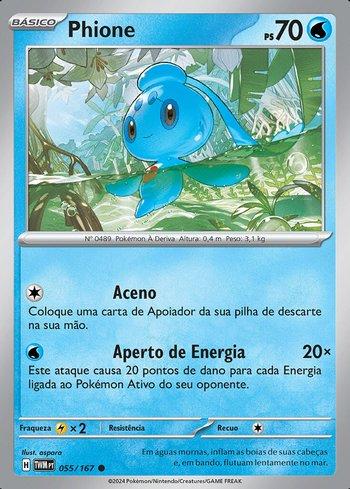 BÁSICO
Phione
PS 70
Nº 0489 Pokémon À Deriva Altura: 0,4 m Peso: 3,1 kg
Aceno
Coloque uma carta de Apoiador da sua pilha de descarte
na sua mão.
Aperto de Energia 20×
Este ataque causa 20 pontos de dano para cada Energia
ligada ao Pokémon Ativo do seu oponente.
Fraqueza ×2 Resistência Recuo
Ilust. aspara
H TWM PT 055/167
Em águas mornas, inflam as boias de suas cabeças
e, em bando, flutuam lentamente no mar.
©2024 Pokémon/Nintendo/Creatures/GAME FREAK